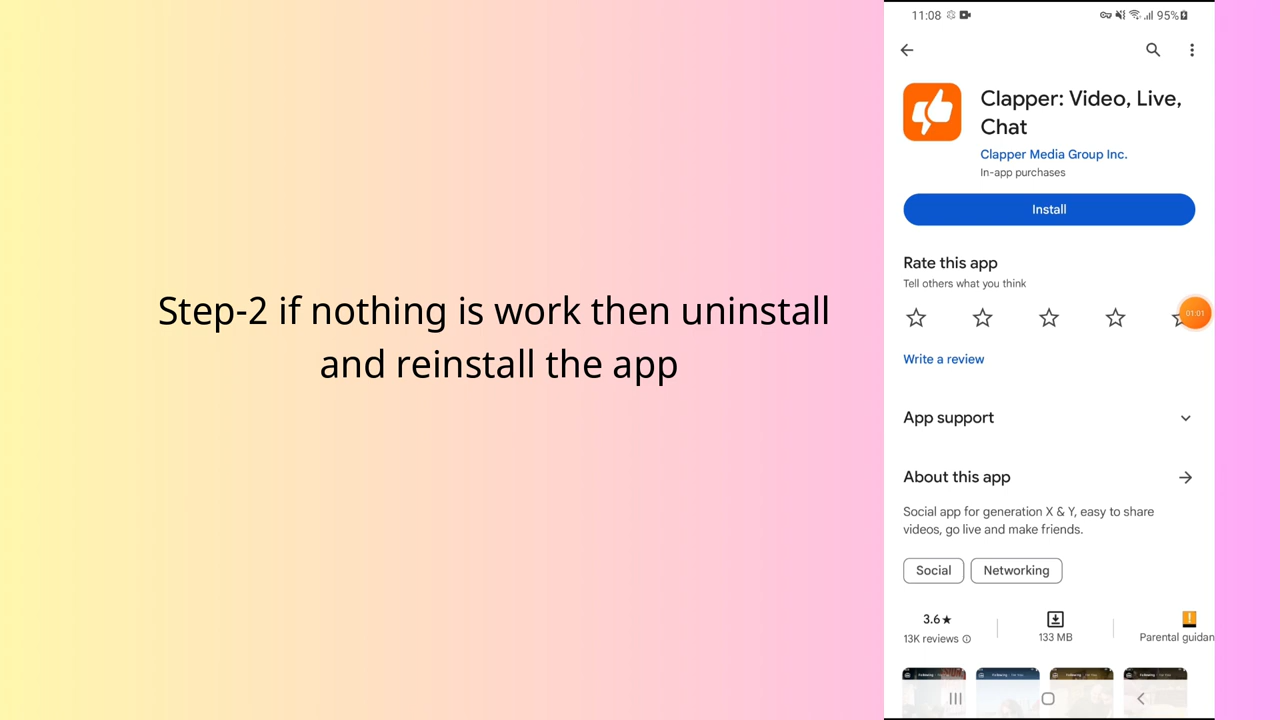 Step-2 if nothing is work then uninstall
and reinstall the app
11:08
95%
Clapper: Video, Live,
Chat
Clapper Media Group Inc.
In-app purchases
Install
Rate this app
Tell others what you think
01:01
Write a review
App support
About this app
Social app for generation X & Y, easy to share
videos, go live and make friends.
Social Networking
3.6★
13K reviews 133 MB Parental guidan